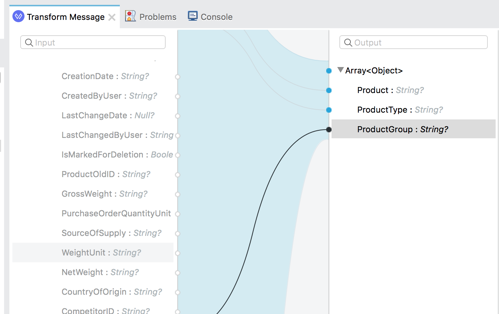 Transform Message
Problems
Console
Input
Output
CreationDate : String?
CreatedByUser : String?
LastChangeDate : Null?
LastChangedByUser : String
IsMarkedForDeletion : Boole
ProductOldID : String?
GrossWeight : String?
PurchaseOrderQuantityUnit
SourceOfSupply : String?
WeightUnit : String?
NetWeight : String?
CountryOfOrigin : String?
CompetitorID : String?
Array<Object>
Product : String?
ProductType : String?
ProductGroup : String?